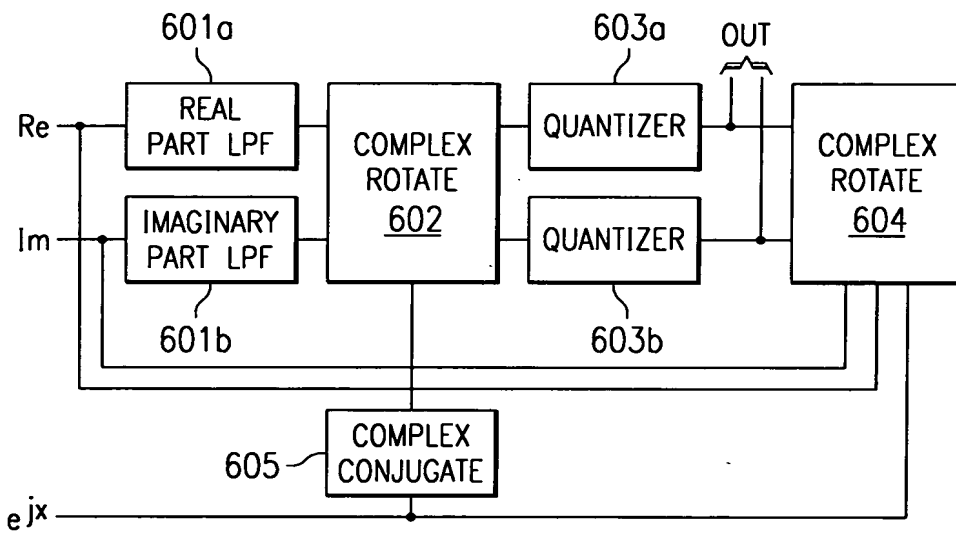 601a
603a
OUT
Re
REAL
PART LPF
COMPLEX
ROTATE
602
QUANTIZER
COMPLEX
ROTATE
604
Im
IMAGINARY
PART LPF
QUANTIZER
601b
603b
605
COMPLEX
CONJUGATE
e jx